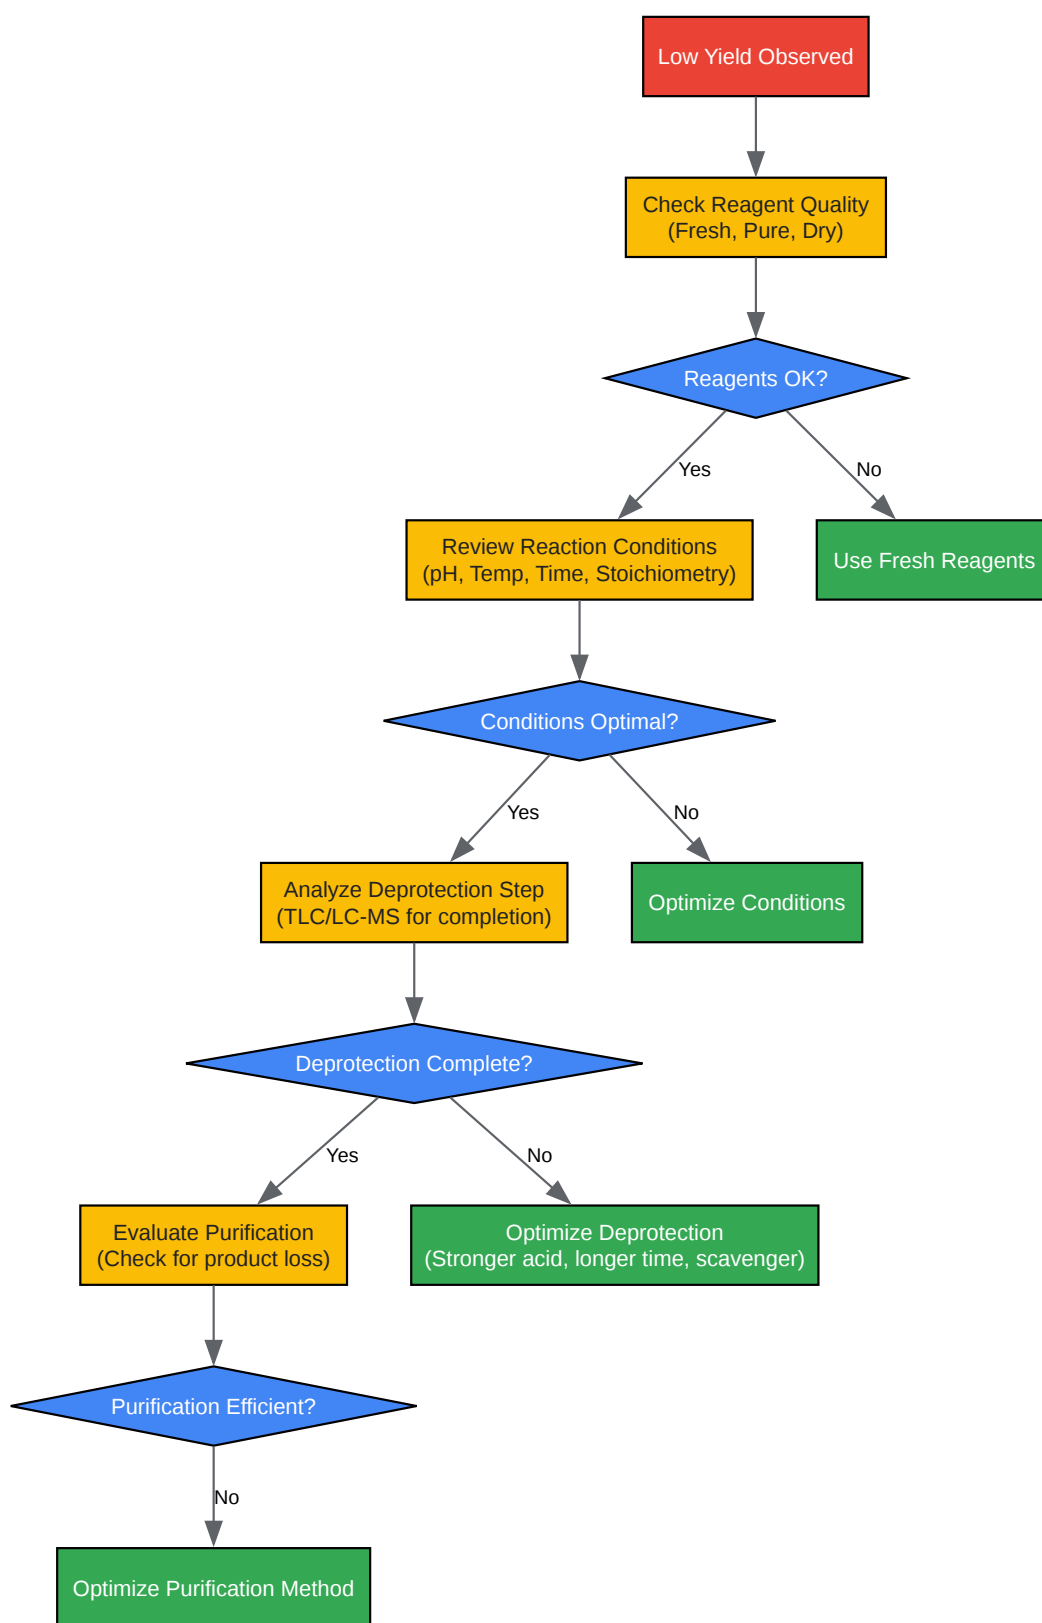 Low Yield Observed
Check Reagent Quality
(Fresh, Pure, Dry)
Reagents OK?
Yes
No
Review Reaction Conditions
(pH, Temp, Time, Stoichiometry)
Use Fresh Reagents
Conditions Optimal?
Yes
No
Analyze Deprotection Step
(TLC/LC-MS for completion)
Optimize Conditions
Deprotection Complete?
Yes
No
Evaluate Purification
(Check for product loss)
Optimize Deprotection
(Stronger acid, longer time, scavenger)
Purification Efficient?
No
Optimize Purification Method